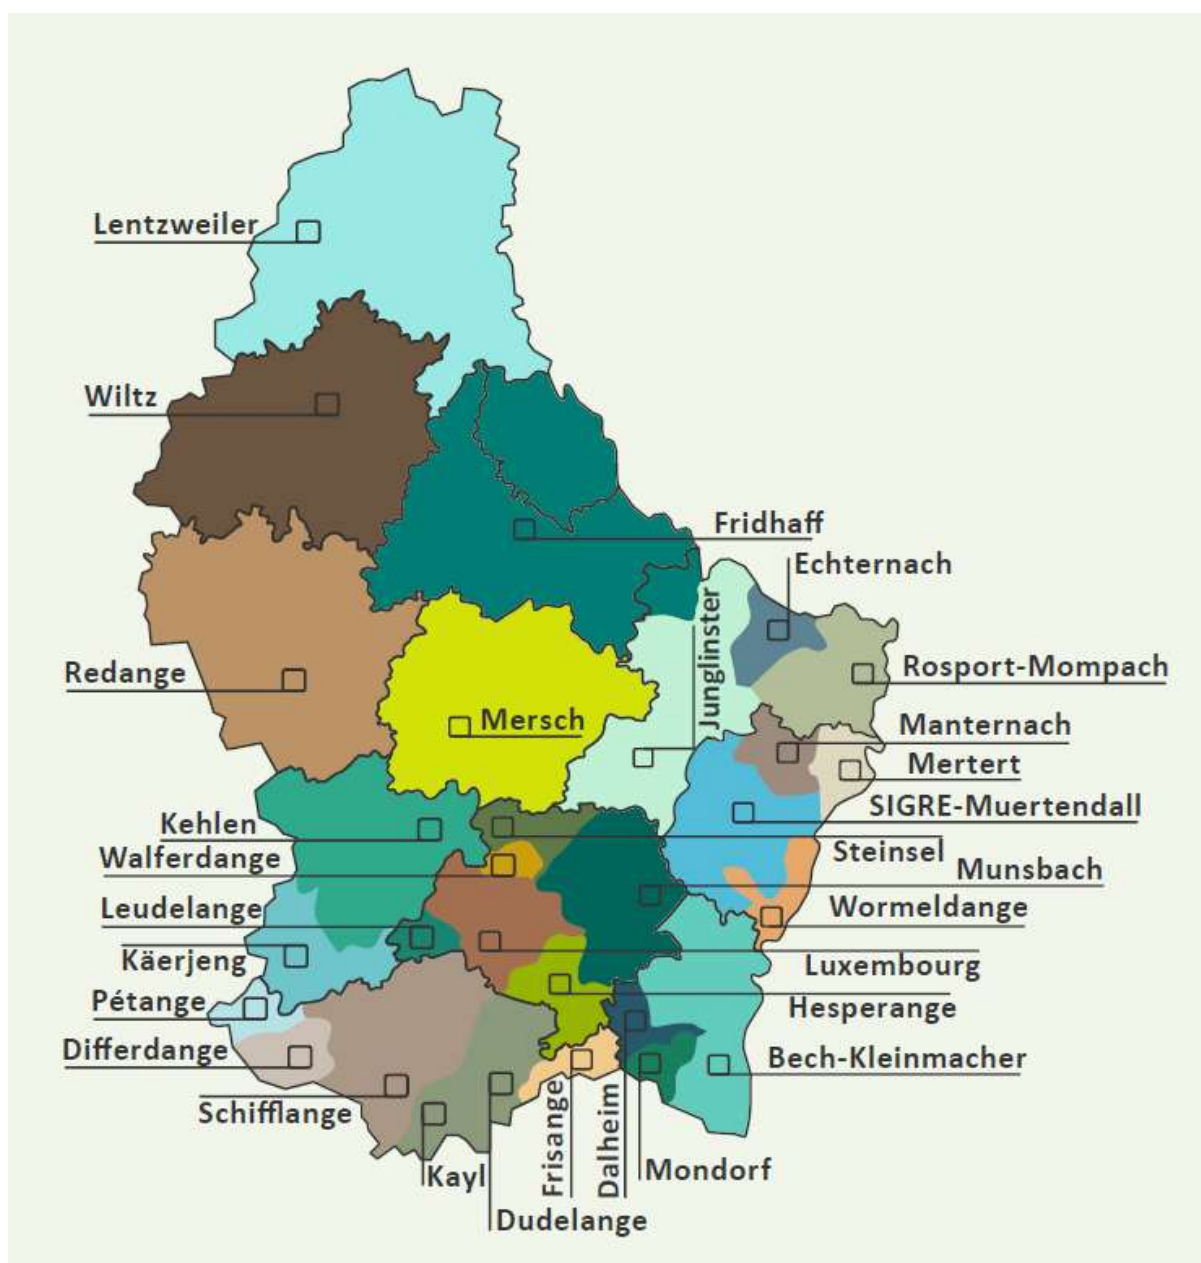 Lentzweiler
Wiltz
Fridhaff
Echternach
Junglinster
Redange
Rosport-Mompach
Mersch
Manternach
Mertert
SIGRE-Muertendall
Kehlen
Steinsel
Walferdange
Munsbach
Leudelange
Wormeldange
Käerjeng
Luxembourg
Pétange
Hesperange
Differdange
Bech-Kleinmacher
Schifflange
Kayl
Frisange
Dalheim
Mondorf
Dudelange